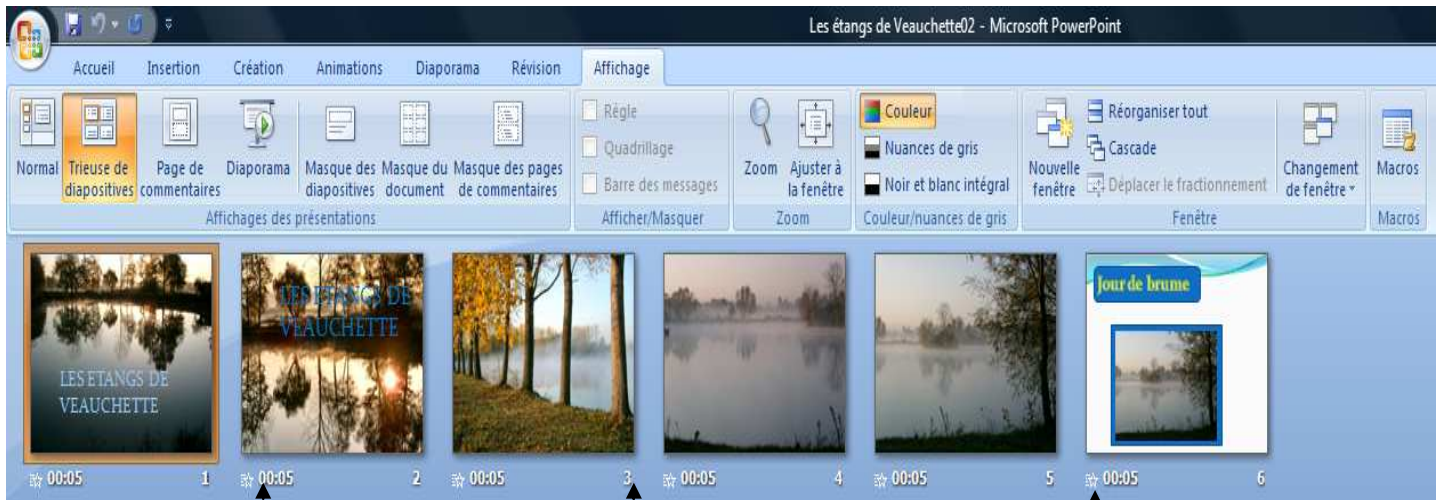 Les étangs de Veauchette02 - Microsoft PowerPoint
Accueil Insertion Création Animations Diaporama Révision Affichage
Normal
Trieuse de
diapositives
Page de
commentaires
Diaporama
Masque des
diapositives
Masque du
document
Masque des pages
de commentaires
Affichages des présentations
Règle
Quadrillage
Barre des messages
Afficher/Masquer
Zoom
Ajuster à
la fenêtre
Zoom
Couleur
Nuances de gris
Noir et blanc intégral
Couleur/nuances de gris
Nouvelle
fenêtre
Réorganiser tout
Cascade
Déplacer le fractionnement
Changement
de fenêtre
Fenêtre
Macros
Macros
LES ETANGS DE
VEAUCHETTE
LES ETANGS DE
VEAUCHETTE
Jour de brume
00:05 1
00:05 2
00:05 3
00:05 4
00:05 5
00:05 6